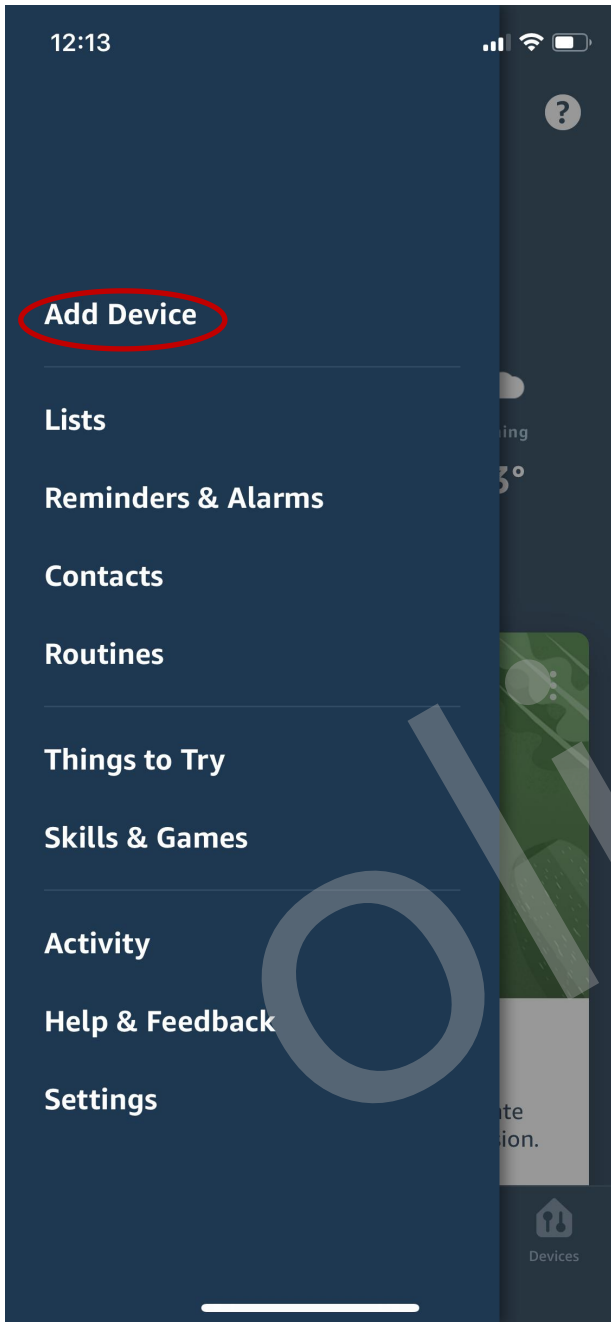 12:13
?
Add Device
Lists
Reminders & Alarms
Contacts
Routines
Things to Try
Skills & Games
Activity
Help & Feedback
Settings
Devices